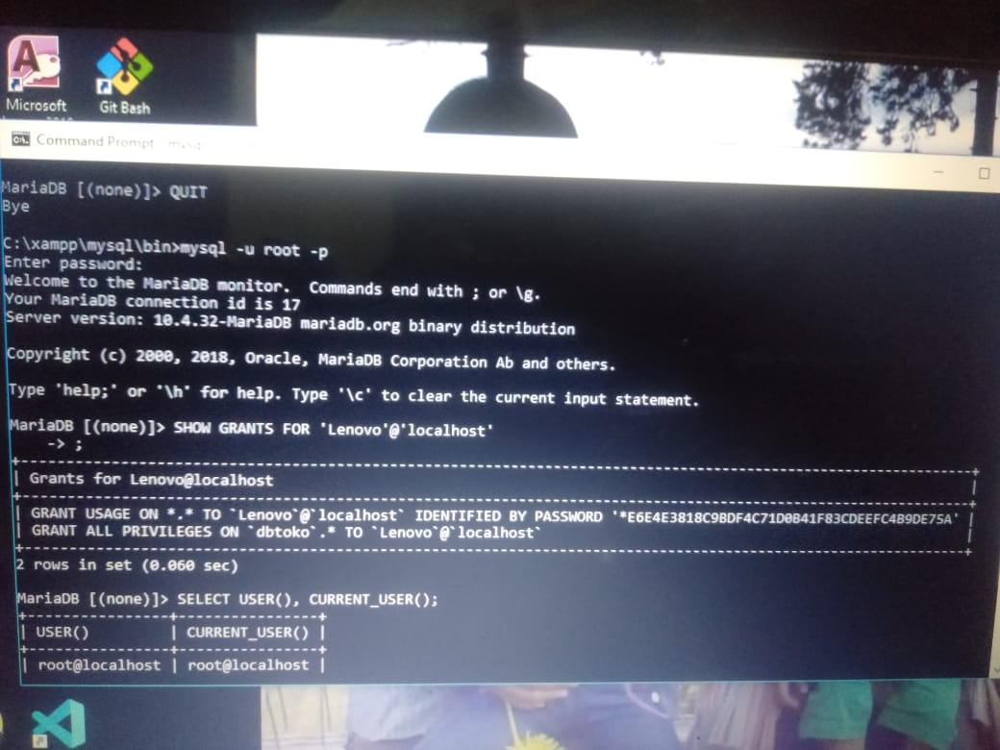 Microsoft
Git Bash
Command Prompt - mysql
MariaDB [(none)]> QUIT
Bye
C:\xampp\mysql\bin>mysql -u root -p
Enter password:
Welcome to the MariaDB monitor.  Commands end with ; or \g.
Your MariaDB connection id is 17
Server version: 10.4.32-MariaDB mariadb.org binary distribution
Copyright (c) 2000, 2018, Oracle, MariaDB Corporation Ab and others.
Type 'help;' or '\h' for help. Type '\c' to clear the current input statement.
MariaDB [(none)]> SHOW GRANTS FOR 'Lenovo'@'localhost'
    -> ;
| Grants for Lenovo@localhost |
| GRANT USAGE ON *.* TO `Lenovo`@`localhost` IDENTIFIED BY PASSWORD '*E6E4E3818C9BDF4C71D0B41F83CDEEFC4B9DE75A' |
| GRANT ALL PRIVILEGES ON `dbtoko`.* TO `Lenovo`@`localhost` |
2 rows in set (0.060 sec)
MariaDB [(none)]> SELECT USER(), CURRENT_USER();
| USER() | CURRENT_USER() |
| root@localhost | root@localhost |